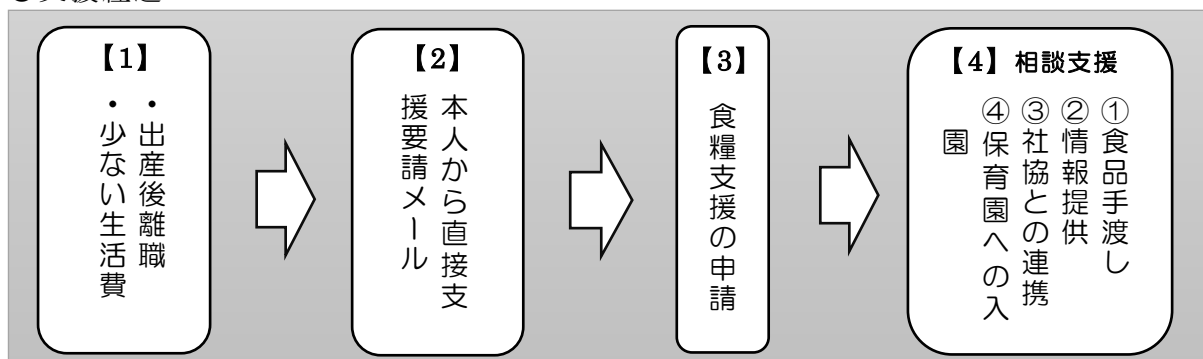 【1】
・出産後離職
・少ない生活費
【2】
本人から直接支
援要請メール
【3】
食糧支援の申請
【4】相談支援
①食品手渡し
②情報提供
③社協との連携
④保育園への入
園